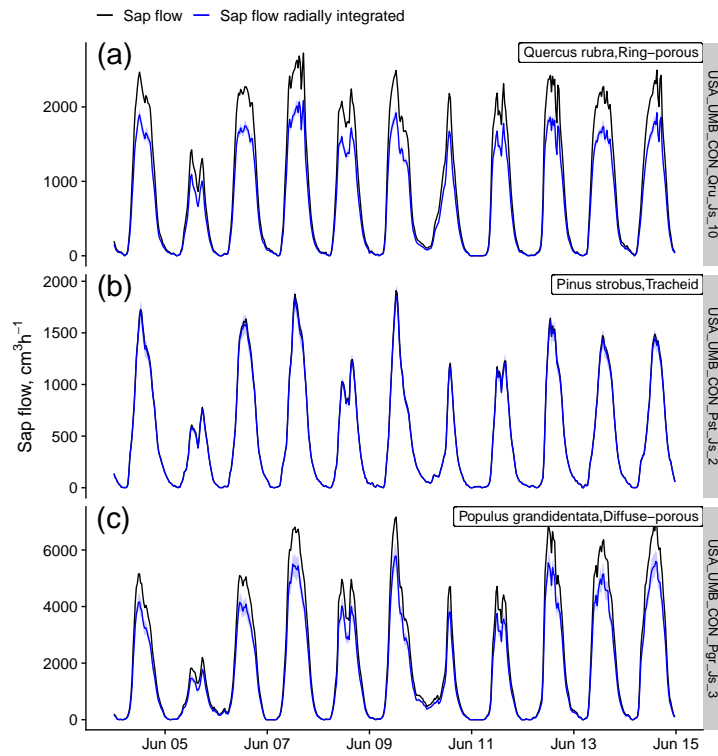 Sap flow Sap flow radially integrated
(a)
Quercus rubra,Ring−porous
USA_UMB_CON_Qru_Js_10
2000
1000
0
(b)
Pinus strobus,Tracheid
USA_UMB_CON_Pst_Js_2
2000
1500
1000
500
0
Sap flow, cm³h⁻¹
(c)
Populus grandidentata,Diffuse−porous
USA_UMB_CON_Pgr_Js_3
6000
4000
2000
0
Jun 05 Jun 07 Jun 09 Jun 11 Jun 13 Jun 15